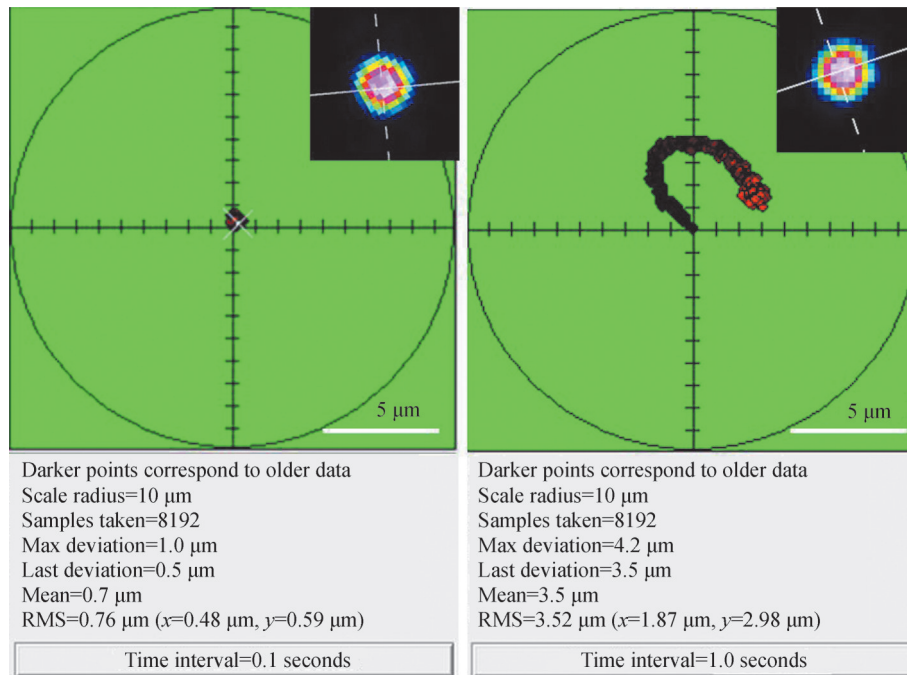 5 μm
Darker points correspond to older data
Scale radius=10 μm
Samples taken=8192
Max deviation=1.0 μm
Last deviation=0.5 μm
Mean=0.7 μm
RMS=0.76 μm (x=0.48 μm, y=0.59 μm)
Time interval=0.1 seconds
5 μm
Darker points correspond to older data
Scale radius=10 μm
Samples taken=8192
Max deviation=4.2 μm
Last deviation=3.5 μm
Mean=3.5 μm
RMS=3.52 μm (x=1.87 μm, y=2.98 μm)
Time interval=1.0 seconds